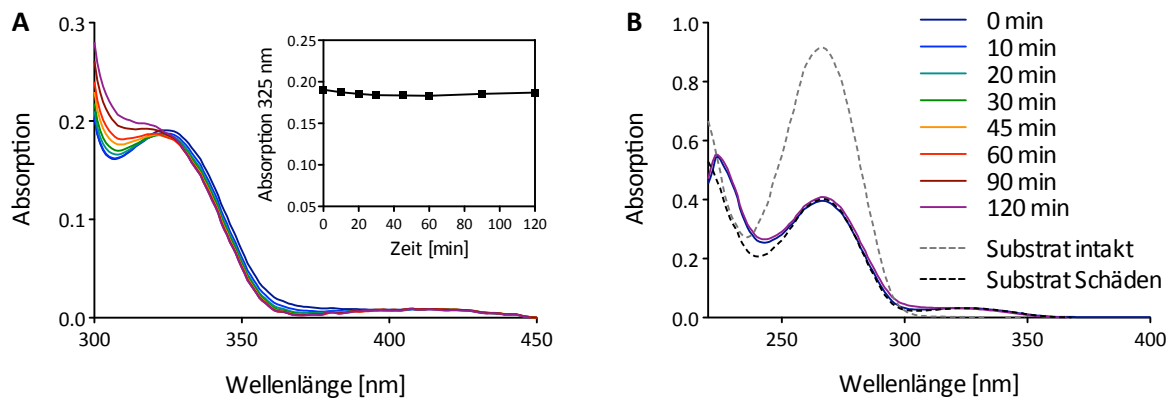 A
0.3
0.2
0.1
0.0
300
350
400
450
Absorption
Wellenlänge [nm]
0.25
0.20
0.15
0.10
0.05
0
20
40
60
80
100
120
Absorption 325 nm
Zeit [min]
B
1.0
0.8
0.6
0.4
0.2
0.0
250
300
350
400
Absorption
Wellenlänge [nm]
0 min
10 min
20 min
30 min
45 min
60 min
90 min
120 min
Substrat intakt
Substrat Schäden